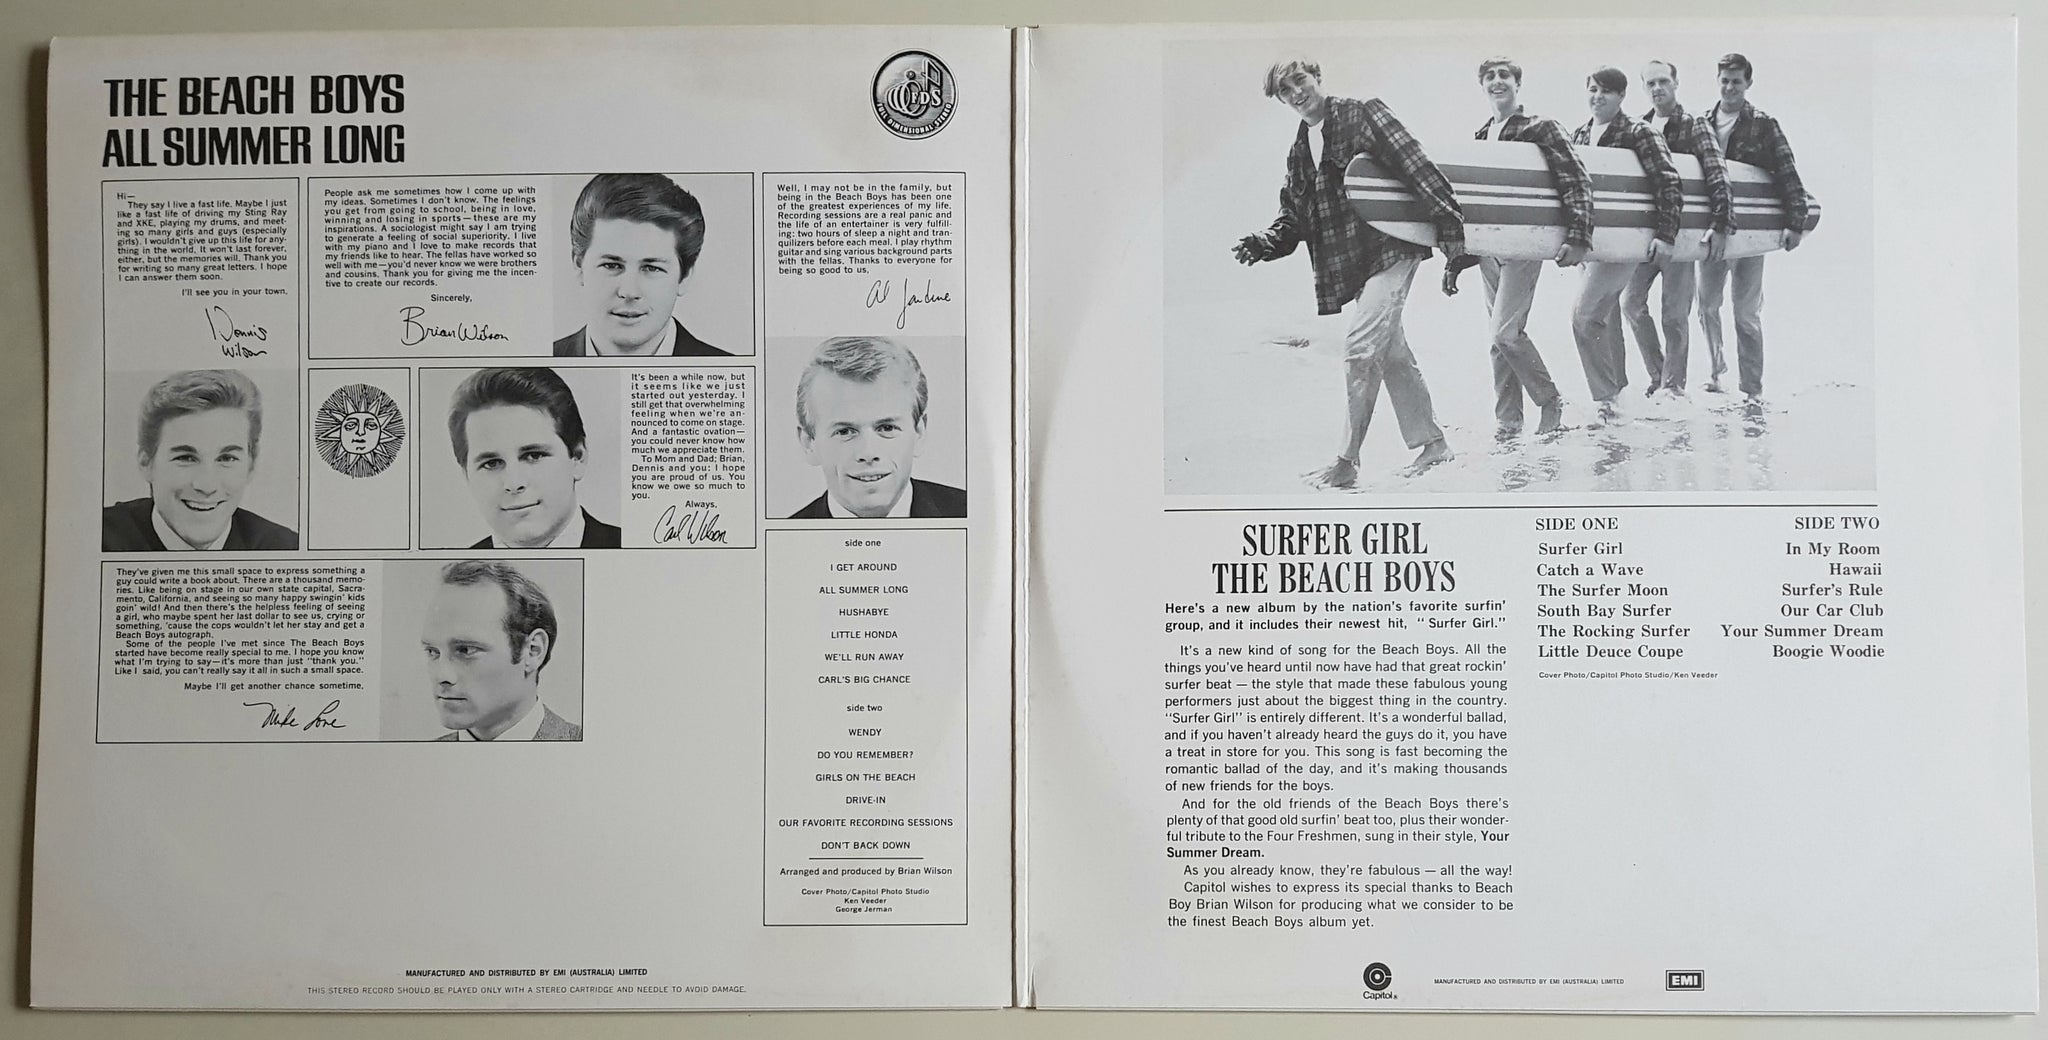 THE BEACH BOYS
ALL SUMMER LONG
FDS
FULL DIMENSIONAL STEREO
Hi—
They say I live a fast life. Maybe I just
like a fast life of driving my Sting Ray
and XKE, playing my drums, and meet-
ing so many girls and guys (especially
girls). I wouldn't give up this life for any-
thing in the world. It won't last forever,
either, but the memories will. Thank you
for writing so many great letters. I hope
I can answer them soon.
I'll see you in your town,
Dennis
Wilson
People ask me sometimes how I come up with
my ideas. Sometimes I don't know. The feelings
you get from going to school, being in love,
winning and losing in sports—these are my
inspirations. A sociologist might say I am trying
to generate a feeling of social superiority. I live
with my piano and I love to make records that
my friends like to hear. The fellas have worked so
well with me—you'd never know we were brothers
and cousins. Thank you for giving me the incen-
tive to create our records.
Sincerely,
Brian Wilson
Well, I may not be in the family, but
being in the Beach Boys has been one
of the greatest experiences of my life.
Recording sessions are a real panic and
the life of an entertainer is very fulfill-
ing: two hours of sleep a night and tran-
quilizers before each meal. I play rhythm
guitar and sing various background parts
with the fellas. Thanks to everyone for
being so good to us,
Al Jardine
It's been a while now, but
it seems like we just
started out yesterday. I
still get that overwhelming
feeling when we're an-
nounced to come on stage.
And a fantastic ovation—
you could never know how
much we appreciate them.
To Mom and Dad; Brian,
Dennis and you: I hope
you are proud of us. You
know we owe so much to
you.
Always,
Carl Wilson
They've given me this small space to express something a
guy could write a book about. There are a thousand memo-
ries. Like being on stage in our own state capital, Sacra-
mento, California, and seeing so many happy swingin' kids
goin' wild! And then there's the helpless feeling of seeing
a girl, who maybe spent her last dollar to see us, crying or
something, 'cause the cops wouldn't let her stay and get a
Beach Boys autograph.
Some of the people I've met since The Beach Boys
started have become really special to me. I hope you know
what I'm trying to say—it's more than just "thank you."
Like I said, you can't really say it all in such a small space.
Maybe I'll get another chance sometime,
Mike Love
side one
I GET AROUND
ALL SUMMER LONG
HUSHABYE
LITTLE HONDA
WE'LL RUN AWAY
CARL'S BIG CHANCE
side two
WENDY
DO YOU REMEMBER?
GIRLS ON THE BEACH
DRIVE-IN
OUR FAVORITE RECORDING SESSIONS
DON'T BACK DOWN
Arranged and produced by Brian Wilson
Cover Photo/Capitol Photo Studio
Ken Veeder
George Jerman
MANUFACTURED AND DISTRIBUTED BY EMI (AUSTRALIA) LIMITED
THIS STEREO RECORD SHOULD BE PLAYED ONLY WITH A STEREO CARTRIDGE AND NEEDLE TO AVOID DAMAGE.
SURFER GIRL
THE BEACH BOYS
Here's a new album by the nation's favorite surfin'
group, and it includes their newest hit, "Surfer Girl."
It's a new kind of song for the Beach Boys. All the
things you've heard until now have had that great rockin'
surfer beat — the style that made these fabulous young
performers just about the biggest thing in the country.
"Surfer Girl" is entirely different. It's a wonderful ballad,
and if you haven't already heard the guys do it, you have
a treat in store for you. This song is fast becoming the
romantic ballad of the day, and it's making thousands
of new friends for the boys.
And for the old friends of the Beach Boys there's
plenty of that good old surfin' beat too, plus their wonder-
ful tribute to the Four Freshmen, sung in their style, Your
Summer Dream.
As you already know, they're fabulous — all the way!
Capitol wishes to express its special thanks to Beach
Boy Brian Wilson for producing what we consider to be
the finest Beach Boys album yet.
SIDE ONE
Surfer Girl
Catch a Wave
The Surfer Moon
South Bay Surfer
The Rocking Surfer
Little Deuce Coupe
SIDE TWO
In My Room
Hawaii
Surfer's Rule
Our Car Club
Your Summer Dream
Boogie Woodie
Cover Photo/Capitol Photo Studio/Ken Veeder
Capitol®
MANUFACTURED AND DISTRIBUTED BY EMI (AUSTRALIA) LIMITED
EMI